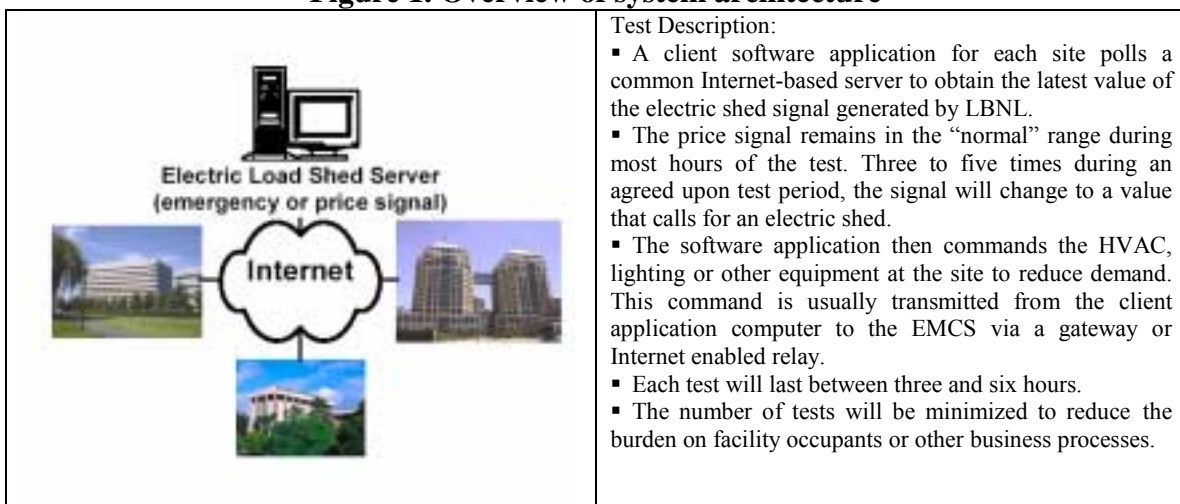 Figure 1. Overview of system architecture
Electric Load Shed Server
(emergency or price signal)
Internet
Test Description:
▪ A client software application for each site polls a
common Internet-based server to obtain the latest value of
the electric shed signal generated by LBNL.
▪ The price signal remains in the “normal” range during
most hours of the test. Three to five times during an
agreed upon test period, the signal will change to a value
that calls for an electric shed.
▪ The software application then commands the HVAC,
lighting or other equipment at the site to reduce demand.
This command is usually transmitted from the client
application computer to the EMCS via a gateway or
Internet enabled relay.
▪ Each test will last between three and six hours.
▪ The number of tests will be minimized to reduce the
burden on facility occupants or other business processes.